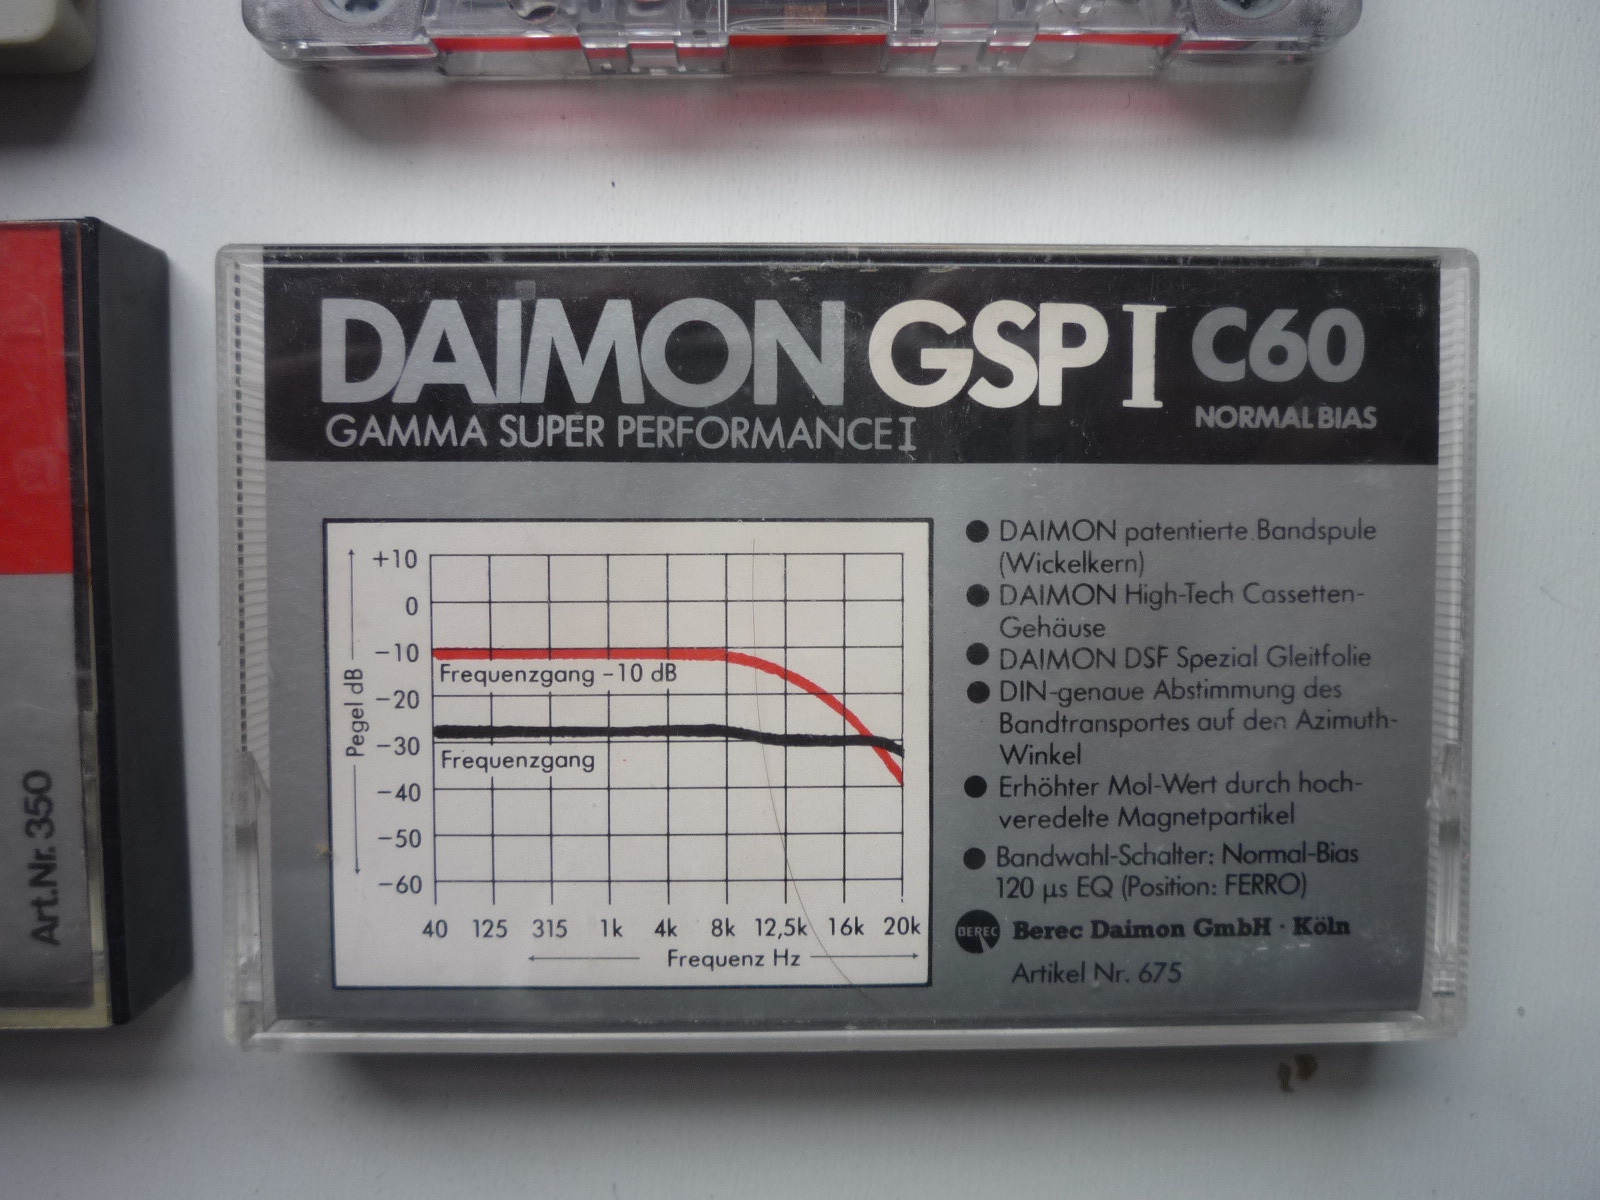 DAIMON GSP I C60
GAMMA SUPER PERFORMANCE I
NORMAL BIAS
+10
0
-10
-20
-30
-40
-50
-60
Pegel dB
Frequenzgang -10 dB
Frequenzgang
40 125 315 1k 4k 8k 12,5k 16k 20k
Frequenz Hz
● DAIMON patentierte Bandspule
(Wickelkern)
● DAIMON High-Tech Cassetten-
Gehäuse
● DAIMON DSF Spezial Gleitfolie
● DIN-genaue Abstimmung des
Bandtransportes auf den Azimuth-
Winkel
● Erhöhter Mol-Wert durch hoch-
veredelte Magnetpartikel
● Bandwahl-Schalter: Normal-Bias
120 µs EQ (Position: FERRO)
BEREC Berec Daimon GmbH · Köln
Artikel Nr. 675
Art.Nr. 350